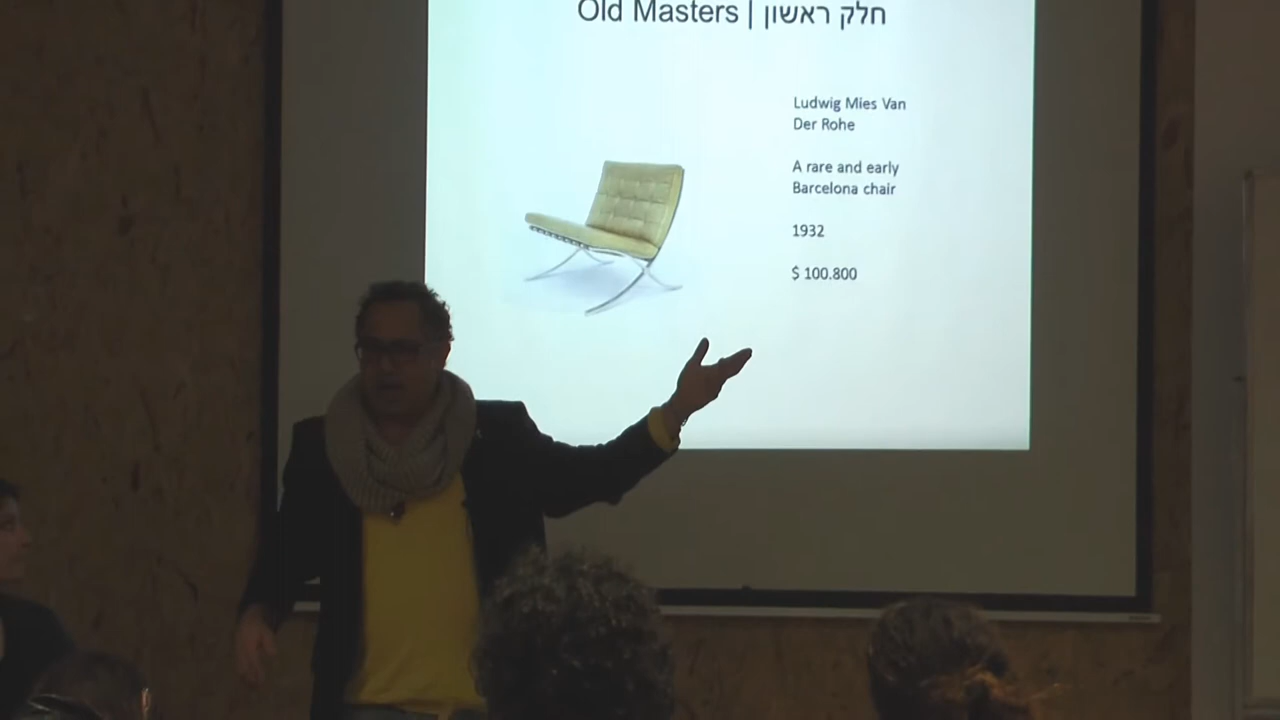 Old Masters | חלק ראשון
Ludwig Mies Van
Der Rohe
A rare and early
Barcelona chair
1932
$ 100.800